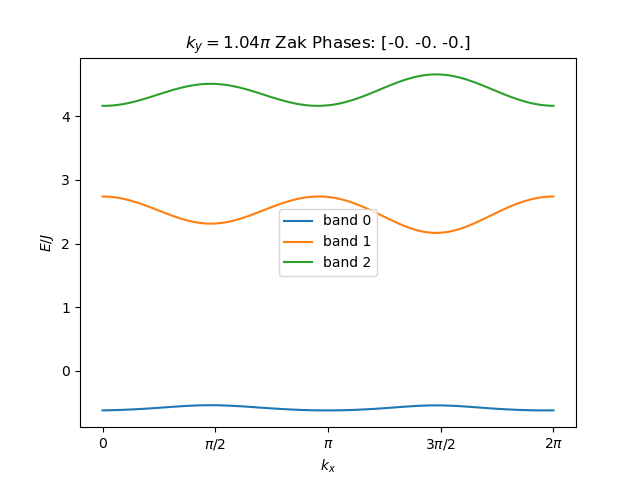 $k_y = 1.04\pi$ Zak Phases: [-0. -0. -0.]
E/J
4
3
2
1
0
band 0
band 1
band 2
0
π/2
π
3π/2
2π
$k_x$